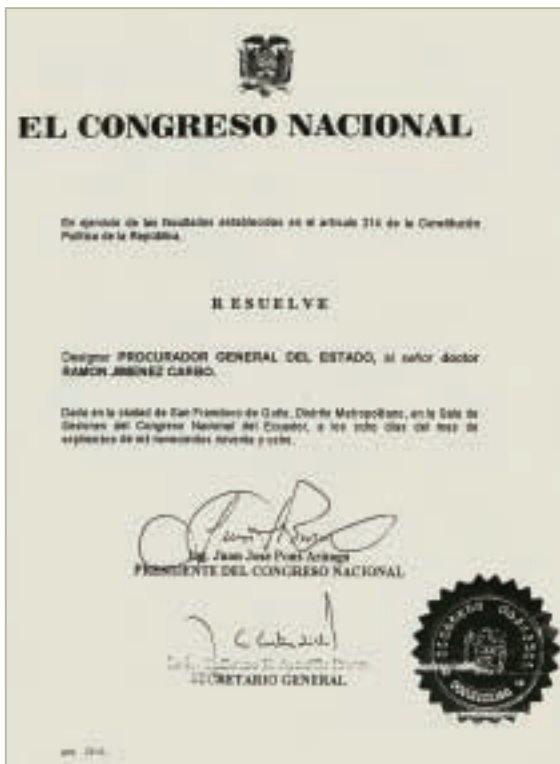 EL CONGRESO NACIONAL
En ejercicio de las facultades establecidas en el artículo 214 de la Constitución
Política de la República.
RESUELVE
Designar PROCURADOR GENERAL DEL ESTADO, al señor doctor
RAMON JIMENEZ CARBO.
Dada en la ciudad de San Francisco de Quito, Distrito Metropolitano, en la Sala de
Sesiones del Congreso Nacional del Ecuador, a los ocho días del mes de
septiembre de mil novecientos noventa y ocho.
Ing. Juan José Pons Arízaga
PRESIDENTE DEL CONGRESO NACIONAL
SECRETARIO GENERAL